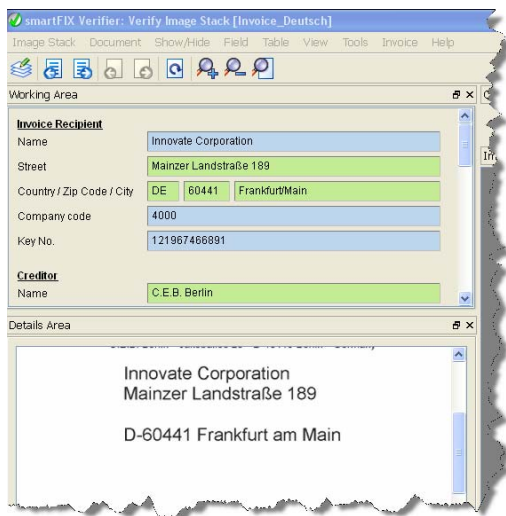 smartFIX Verifier: Verify Image Stack [Invoice_Deutsch]
Image Stack Document Show/Hide Field Table View Tools Invoice Help
Working Area
Invoice Recipient
Name Innovate Corporation
Street Mainzer Landstraße 189
Country / Zip Code / City DE 60441 Frankfurt/Main
Company code 4000
Key No. 121967466891
Creditor
Name C.E.B. Berlin
Details Area
Innovate Corporation
Mainzer Landstraße 189
D-60441 Frankfurt am Main